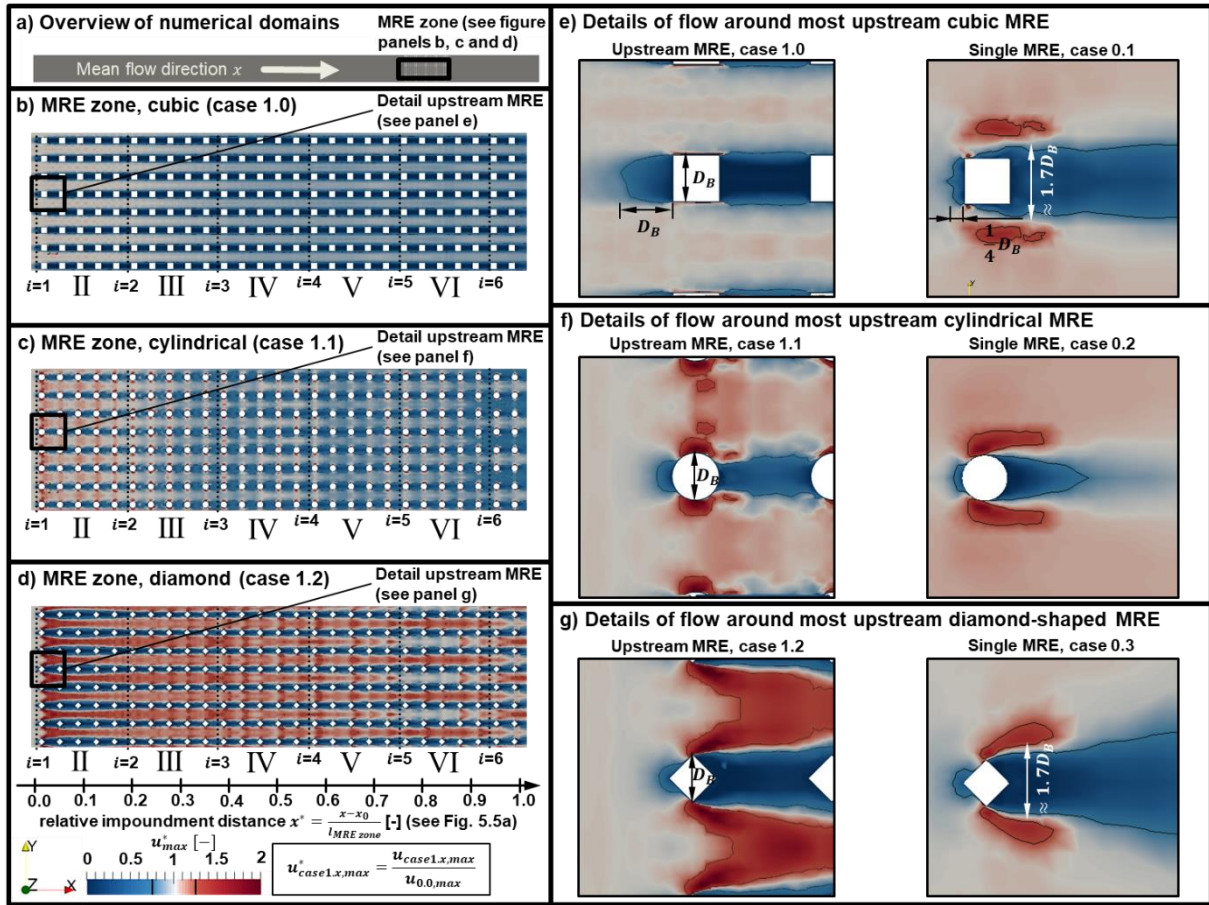 a) Overview of numerical domains
MRE zone (see figure
panels b, c and d)
Mean flow direction x
b) MRE zone, cubic (case 1.0)
Detail upstream MRE
(see panel e)
i=1 II i=2 III i=3 IV i=4 V i=5 VI i=6
c) MRE zone, cylindrical (case 1.1)
Detail upstream MRE
(see panel f)
i=1 II i=2 III i=3 IV i=4 V i=5 VI i=6
d) MRE zone, diamond (case 1.2)
Detail upstream MRE
(see panel g)
i=1 II i=2 III i=3 IV i=4 V i=5 VI i=6
0.0 0.1 0.2 0.3 0.4 0.5 0.6 0.7 0.8 0.9 1.0
relative impoundment distance x* = x−x0 / lMRE zone [-] (see Fig. 5.5a)
u*max [−]
0 0.5 1 1.5 2
Y
Z X
u*case1.x,max = ucase1.x,max / u0.0,max
e) Details of flow around most upstream cubic MRE
Upstream MRE, case 1.0
Single MRE, case 0.1
DB
DB
≈ 1.7DB
1/4 DB
Y
f) Details of flow around most upstream cylindrical MRE
Upstream MRE, case 1.1
Single MRE, case 0.2
DB
g) Details of flow around most upstream diamond-shaped MRE
Upstream MRE, case 1.2
Single MRE, case 0.3
DB
≈ 1.7DB